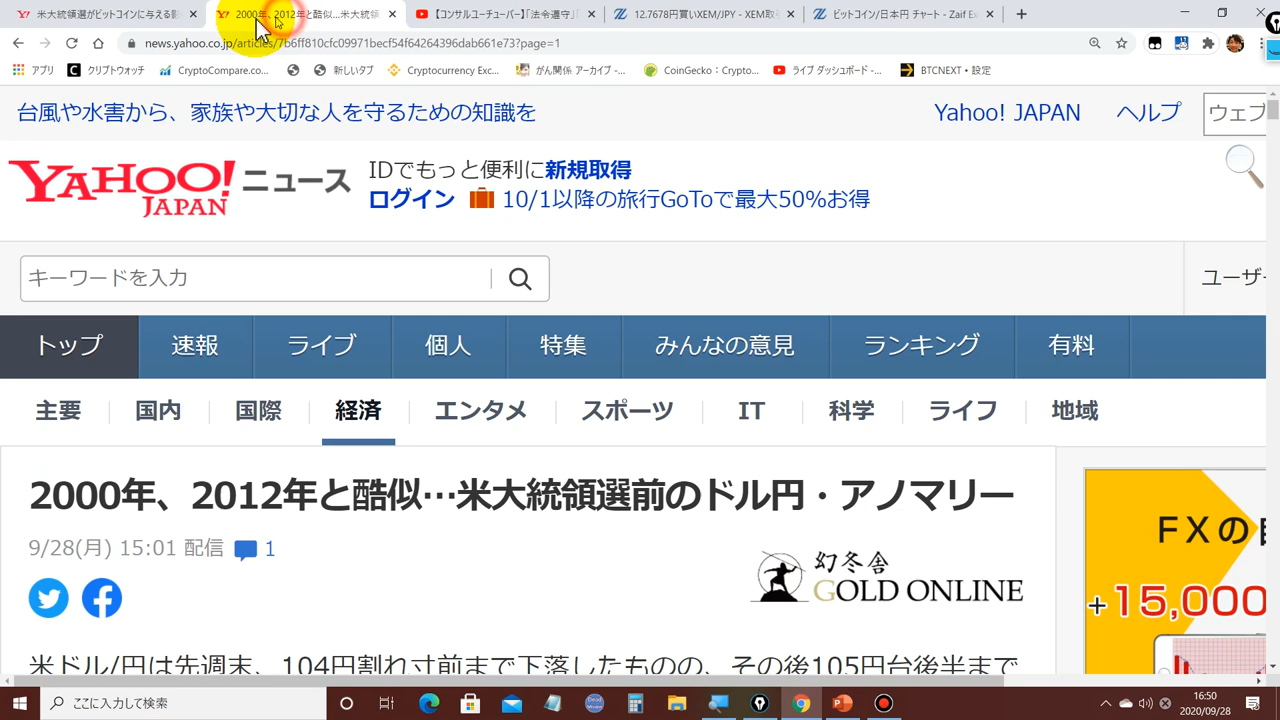 米大統領選がビットコインに与える影響
2000年、2012年と酷似…米大統領
【コンサルユーチューバー】「法令遵守」
123,678円買
- XEM取引
ビットコイン/日本円 チャート - Zaif
news.yahoo.co.jp/articles/7b6ff810cfc09971becf54f64264396dab661e73?page=1
アプリ
クリプトウォッチ
CryptoCompare.co...
新しいタブ
Cryptocurrency Exc...
がん関係 アーカイブ - ...
CoinGecko：Crypto...
ライブ ダッシュボード - ...
BTCNEXT・設定
台風や水害から、家族や大切な人を守るための知識を
Yahoo! JAPAN
ヘルプ
ウェブ
YAHOO! JAPAN ニュース
IDでもっと便利に新規取得
ログイン
10/1以降の旅行GoToで最大50％お得
キーワードを入力
ユーザー
トップ
速報
ライブ
個人
特集
みんなの意見
ランキング
有料
主要
国内
国際
経済
エンタメ
スポーツ
IT
科学
ライフ
地域
2000年、2012年と酷似…米大統領選前のドル円・アノマリー
9/28(月) 15:01 配信
1
幻冬舎
GOLD ONLINE
FXの
+15,000
米ドル/円は先週末、104円割れ寸前まで下落したものの、その後105円台後半まで
ここに入力して検索
16:50
2020/09/28